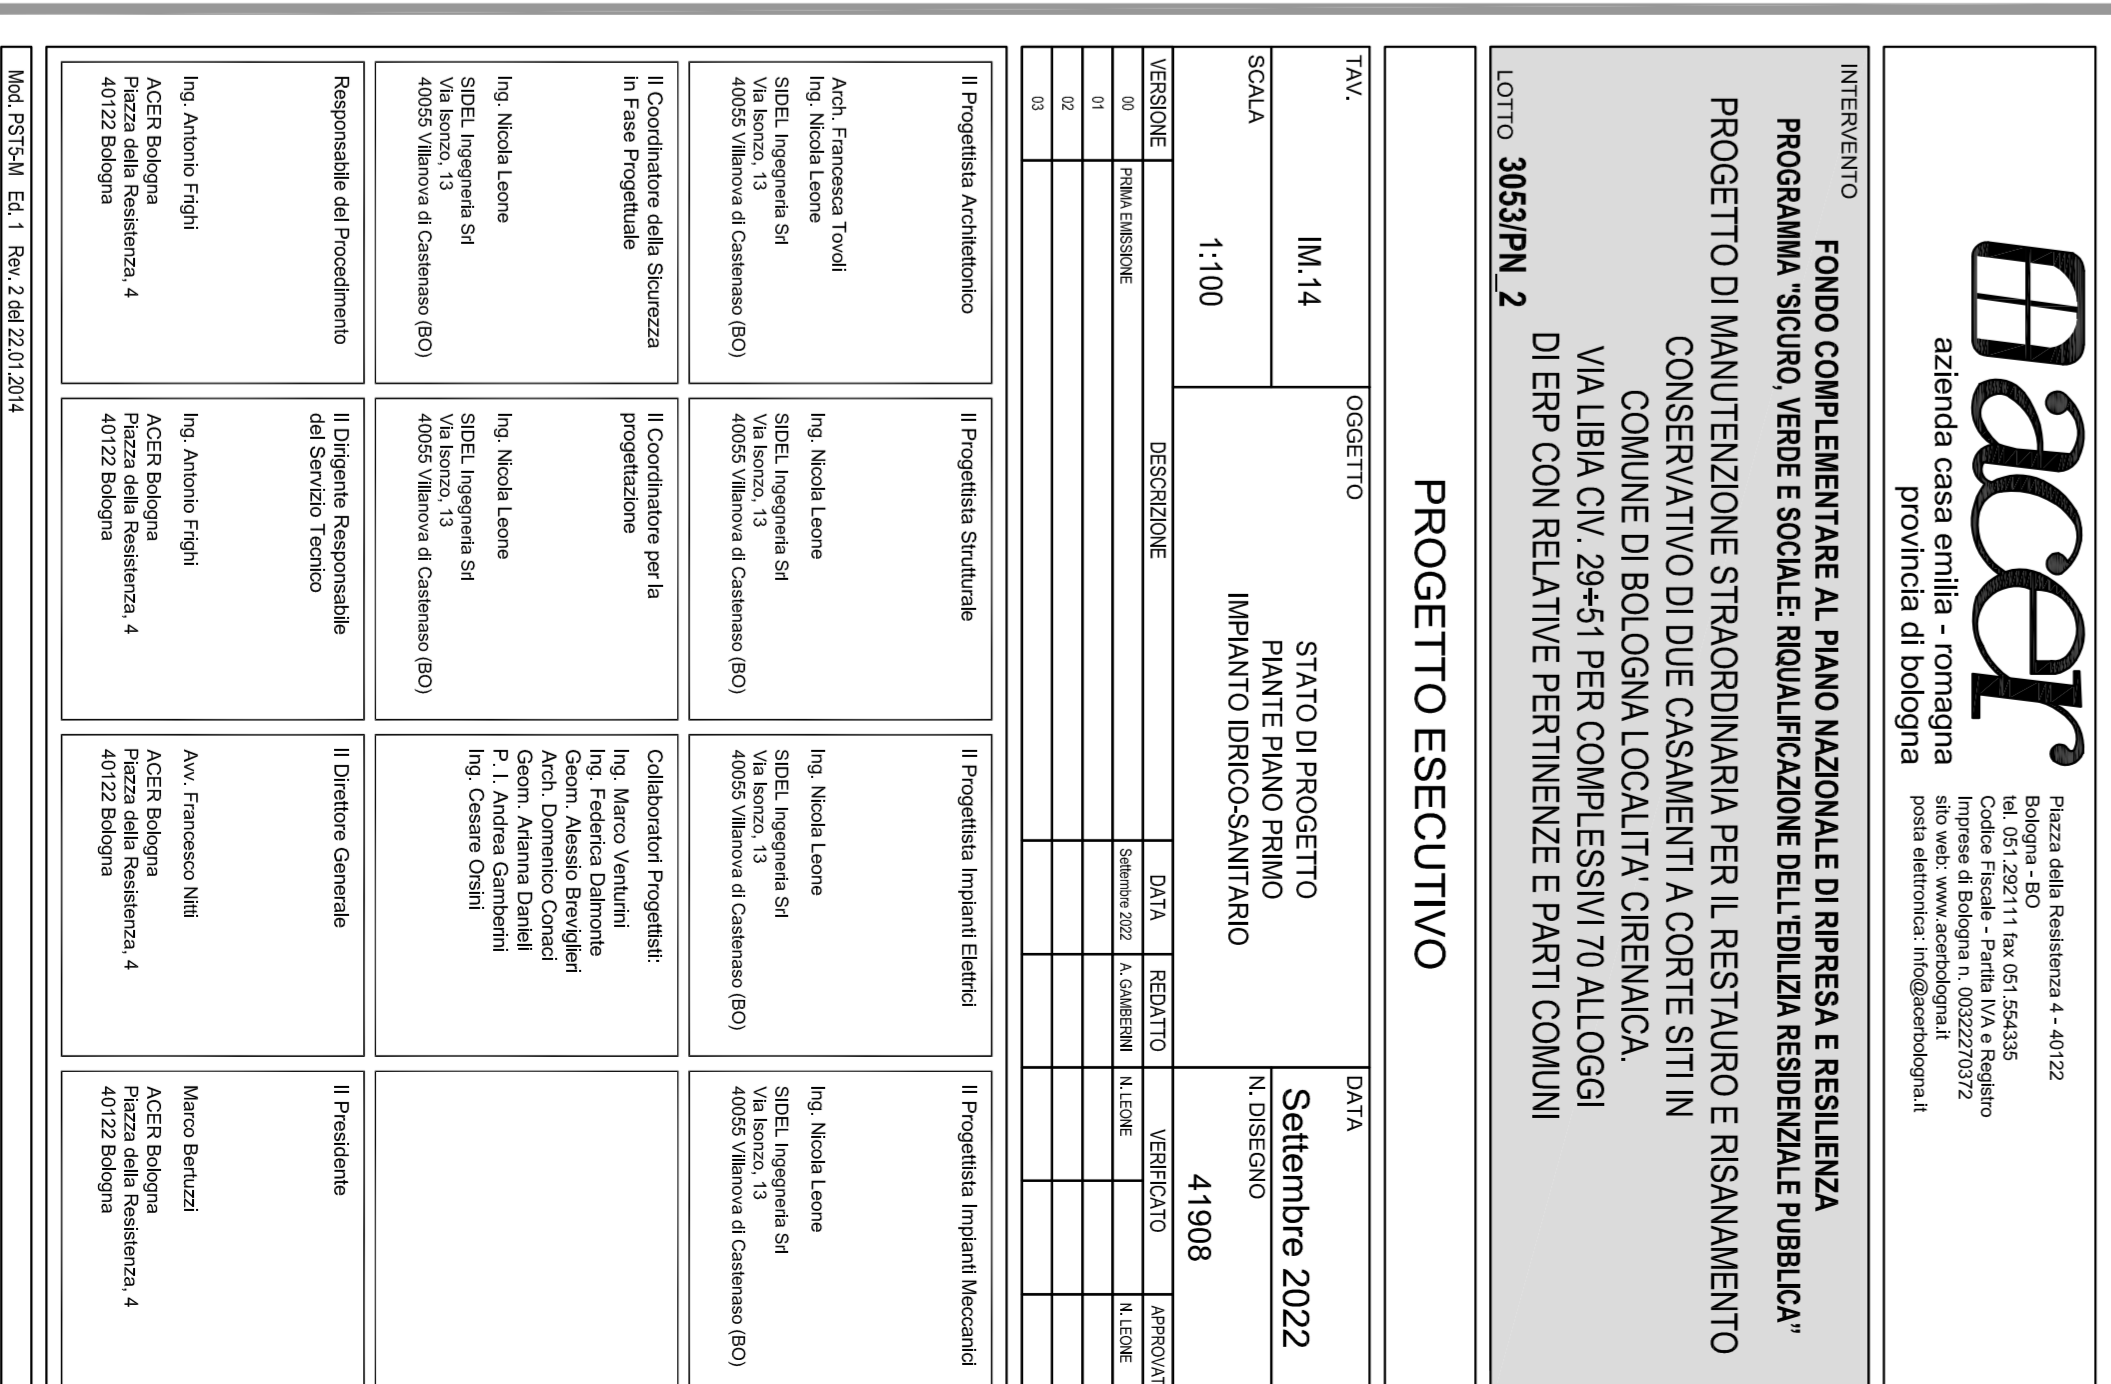 acer
azienda casa emilia - romagna
provincia di bologna
Piazza della Resistenza 4 - 40122
Bologna - BO
tel. 051.292111 fax 051.554335
Codice Fiscale - Partita IVA e Registro
Imprese di Bologna n. 00322270372
sito web: www.acerbologna.it
posta elettronica: info@acerbologna.it
INTERVENTO
FONDO COMPLEMENTARE AL PIANO NAZIONALE DI RIPRESA E RESILIENZA
PROGRAMMA "SICURO, VERDE E SOCIALE: RIQUALIFICAZIONE DELL'EDILIZIA RESIDENZIALE PUBBLICA”
PROGETTO DI MANUTENZIONE STRAORDINARIA PER IL RESTAURO E RISANAMENTO
CONSERVATIVO DI DUE CASAMENTI A CORTE SITI IN
COMUNE DI BOLOGNA LOCALITA' CIRENAICA.
VIA LIBIA CIV. 29÷51 PER COMPLESSIVI 70 ALLOGGI
DI ERP CON RELATIVE PERTINENZE E PARTI COMUNI
LOTTO 3053/PN_2
PROGETTO ESECUTIVO
TAV.
IM.14
SCALA
1:100
OGGETTO
STATO DI PROGETTO
PIANTE PIANO PRIMO
IMPIANTO IDRICO-SANITARIO
DATA
Settembre 2022
N. DISEGNO
41908
VERSIONE DESCRIZIONE DATA REDATTO VERIFICATO APPROVAT
00 PRIMA EMISSIONE Settembre 2022 A. GAMBERINI N. LEONE N. LEONE
01
02
03
Il Progettista Architettonico
Arch. Francesca Tovoli
Ing. Nicola Leone
SIDEL Ingegneria Srl
Via Isonzo, 13
40055 Villanova di Castenaso (BO)
Il Progettista Strutturale
Ing. Nicola Leone
SIDEL Ingegneria Srl
Via Isonzo, 13
40055 Villanova di Castenaso (BO)
Il Progettista Impianti Elettrici
Ing. Nicola Leone
SIDEL Ingegneria Srl
Via Isonzo, 13
40055 Villanova di Castenaso (BO)
Il Progettista Impianti Meccanici
Ing. Nicola Leone
SIDEL Ingegneria Srl
Via Isonzo, 13
40055 Villanova di Castenaso (BO)
Il Coordinatore della Sicurezza
in Fase Progettuale
Ing. Nicola Leone
SIDEL Ingegneria Srl
Via Isonzo, 13
40055 Villanova di Castenaso (BO)
Il Coordinatore per la
progettazione
Ing. Nicola Leone
SIDEL Ingegneria Srl
Via Isonzo, 13
40055 Villanova di Castenaso (BO)
Collaboratori Progettisti:
Ing. Marco Venturini
Ing. Federica Dalmonte
Geom. Alessio Breviglieri
Arch. Domenico Conaci
Geom. Arianna Danieli
P. I. Andrea Gamberini
Ing. Cesare Orsini
Responsabile del Procedimento
Ing. Antonio Frighi
ACER Bologna
Piazza della Resistenza, 4
40122 Bologna
Il Dirigente Responsabile
del Servizio Tecnico
Ing. Antonio Frighi
ACER Bologna
Piazza della Resistenza, 4
40122 Bologna
Il Direttore Generale
Avv. Francesco Nitti
ACER Bologna
Piazza della Resistenza, 4
40122 Bologna
Il Presidente
Marco Bertuzzi
ACER Bologna
Piazza della Resistenza, 4
40122 Bologna
Mod. PST5-M Ed. 1 Rev. 2 del 22.01.2014